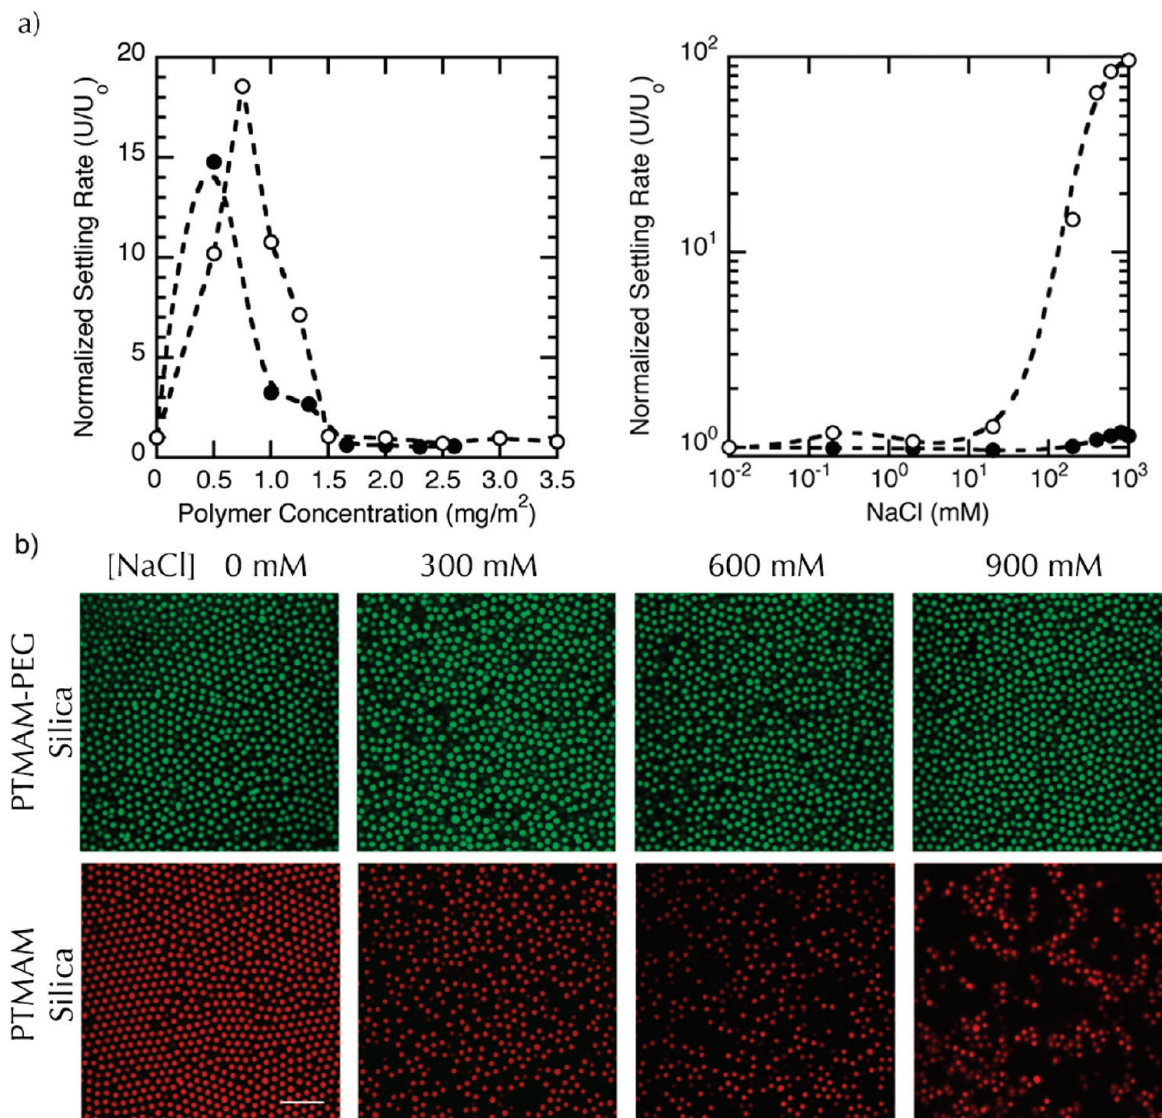 a)
Normalized Settling Rate (U/Uₒ)
20
15
10
5
0
0 0.5 1.0 1.5 2.0 2.5 3.0 3.5
Polymer Concentration (mg/m²)
Normalized Settling Rate (U/Uₒ)
10²
10¹
10⁰
10⁻² 10⁻¹ 10⁰ 10¹ 10² 10³
NaCl (mM)
b)
[NaCl] 0 mM 300 mM 600 mM 900 mM
PTMAM-PEG
Silica
PTMAM
Silica